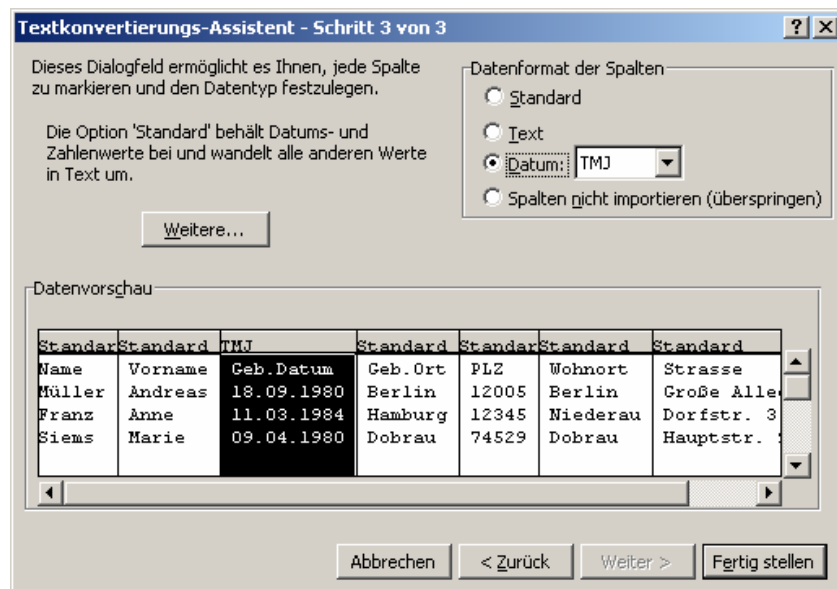 Textkonvertierungs-Assistent - Schritt 3 von 3
Dieses Dialogfeld ermöglicht es Ihnen, jede Spalte
zu markieren und den Datentyp festzulegen.
Die Option 'Standard' behält Datums- und
Zahlenwerte bei und wandelt alle anderen Werte
in Text um.
Weitere...
Datenformat der Spalten
Standard
Text
Datum: TMJ
Spalten nicht importieren (überspringen)
Datenvorschau
Standar Standard TMJ Standard Standar Standard Standard
Name Vorname Geb.Datum Geb.Ort PLZ Wohnort Strasse
Müller Andreas 18.09.1980 Berlin 12005 Berlin Große Alle
Franz Anne 11.03.1984 Hamburg 12345 Niederau Dorfstr. 3
Siems Marie 09.04.1980 Dobrau 74529 Dobrau Hauptstr.
Abbrechen < Zurück Weiter > Fertig stellen